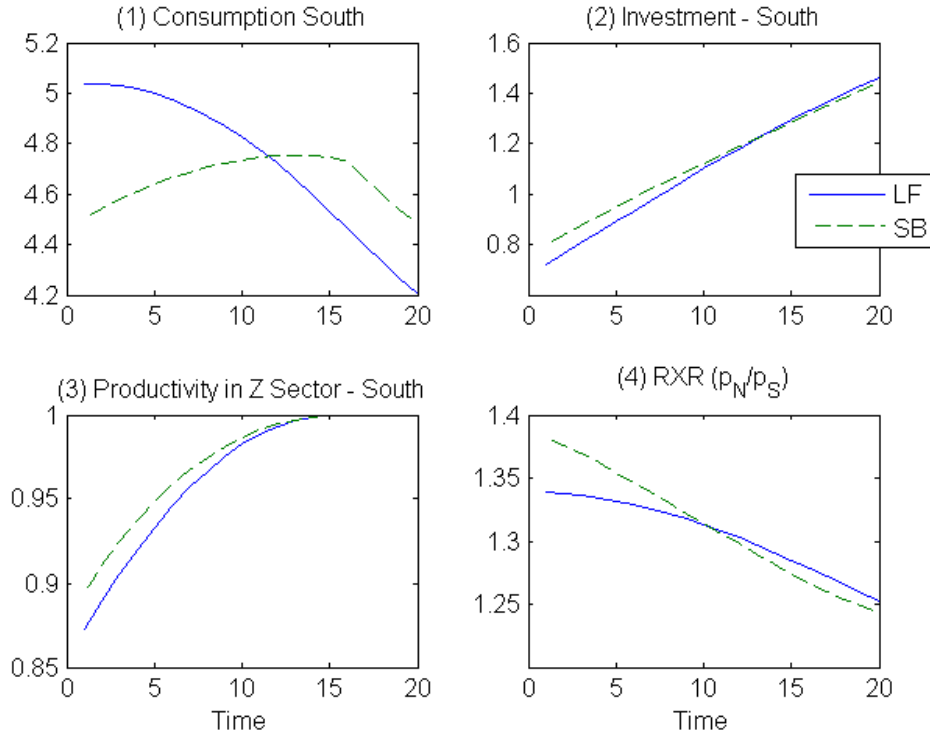 (1) Consumption South
5.2
5
4.8
4.6
4.4
4.2
0 5 10 15 20
(2) Investment - South
1.6
1.4
1.2
1
0.8
0 5 10 15 20
LF
SB
(3) Productivity in Z Sector - South
1
0.95
0.9
0.85
0 5 10 15 20
Time
(4) RXR (p_N/p_S)
1.4
1.35
1.3
1.25
0 5 10 15 20
Time